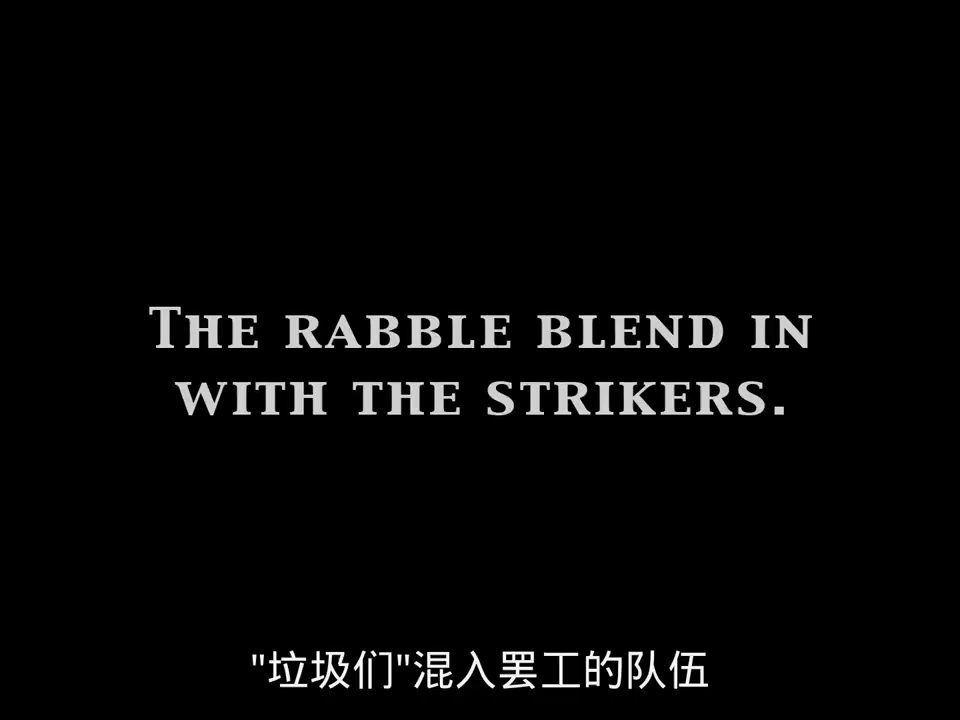 The rabble blend in
with the strikers.
"垃圾们"混入罢工的队伍